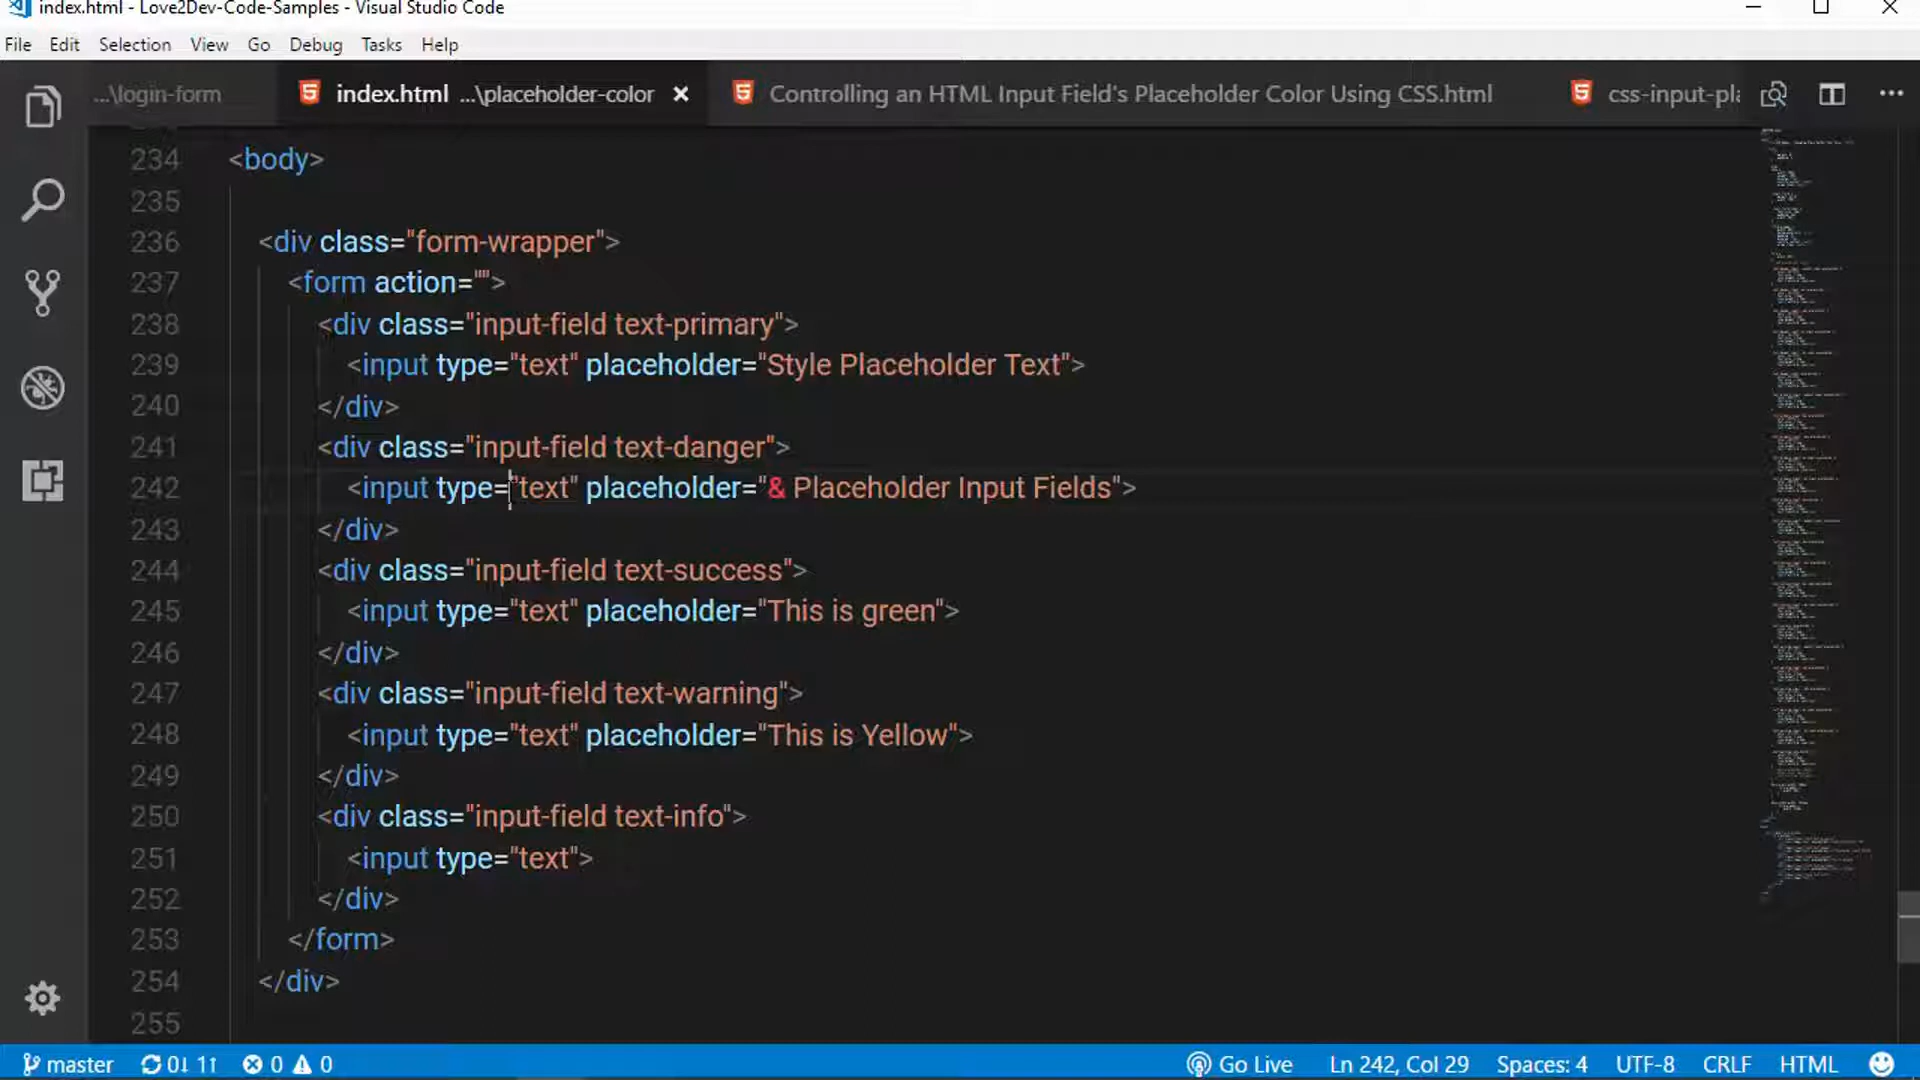 index.html - Love2Dev-Code-Samples - Visual Studio Code
File Edit Selection View Go Debug Tasks Help
...\login-form index.html ...\placeholder-color Controlling an HTML Input Field's Placeholder Color Using CSS.html css-input-pla
234 <body>
235
236 <div class="form-wrapper">
237 <form action="">
238 <div class="input-field text-primary">
239 <input type="text" placeholder="Style Placeholder Text">
240 </div>
241 <div class="input-field text-danger">
242 <input type="text" placeholder="& Placeholder Input Fields">
243 </div>
244 <div class="input-field text-success">
245 <input type="text" placeholder="This is green">
246 </div>
247 <div class="input-field text-warning">
248 <input type="text" placeholder="This is Yellow">
249 </div>
250 <div class="input-field text-info">
251 <input type="text">
252 </div>
253 </form>
254 </div>
255
master 0↓ 1↑ 0 0 Go Live Ln 242, Col 29 Spaces: 4 UTF-8 CRLF HTML